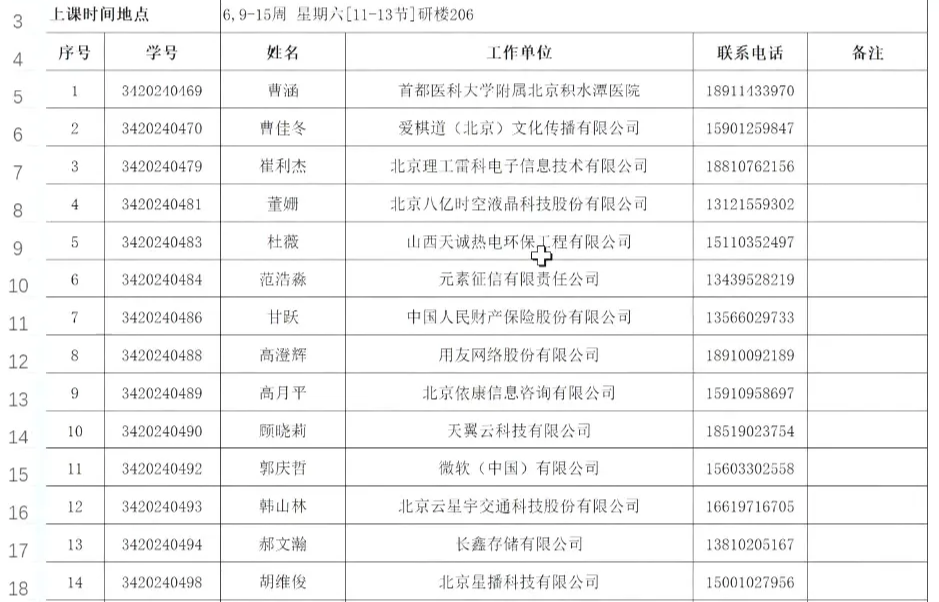 3 上课时间地点 6,9-15周 星期六[11-13节]研楼206
4 序号 学号 姓名 工作单位 联系电话 备注
5 1 3420240469 曹涵 首都医科大学附属北京积水潭医院 18911433970
6 2 3420240470 曹佳冬 爱棋道（北京）文化传播有限公司 15901259847
7 3 3420240479 崔利杰 北京理工雷科电子信息技术有限公司 18810762156
8 4 3420240481 董姗 北京八亿时空液晶科技股份有限公司 13121559302
9 5 3420240483 杜薇 山西天诚热电环保工程有限公司 15110352497
10 6 3420240484 范浩淼 元素征信有限责任公司 13439528219
11 7 3420240486 甘跃 中国人民财产保险股份有限公司 13566029733
12 8 3420240488 高澄辉 用友网络股份有限公司 18910092189
13 9 3420240489 高月平 北京依康信息咨询有限公司 15910958697
14 10 3420240490 顾晓莉 天翼云科技有限公司 18519023754
15 11 3420240492 郭庆哲 微软（中国）有限公司 15603302558
16 12 3420240493 韩山林 北京云星宇交通科技股份有限公司 16619716705
17 13 3420240494 郝文瀚 长鑫存储有限公司 13810205167
18 14 3420240498 胡维俊 北京星播科技有限公司 15001027956